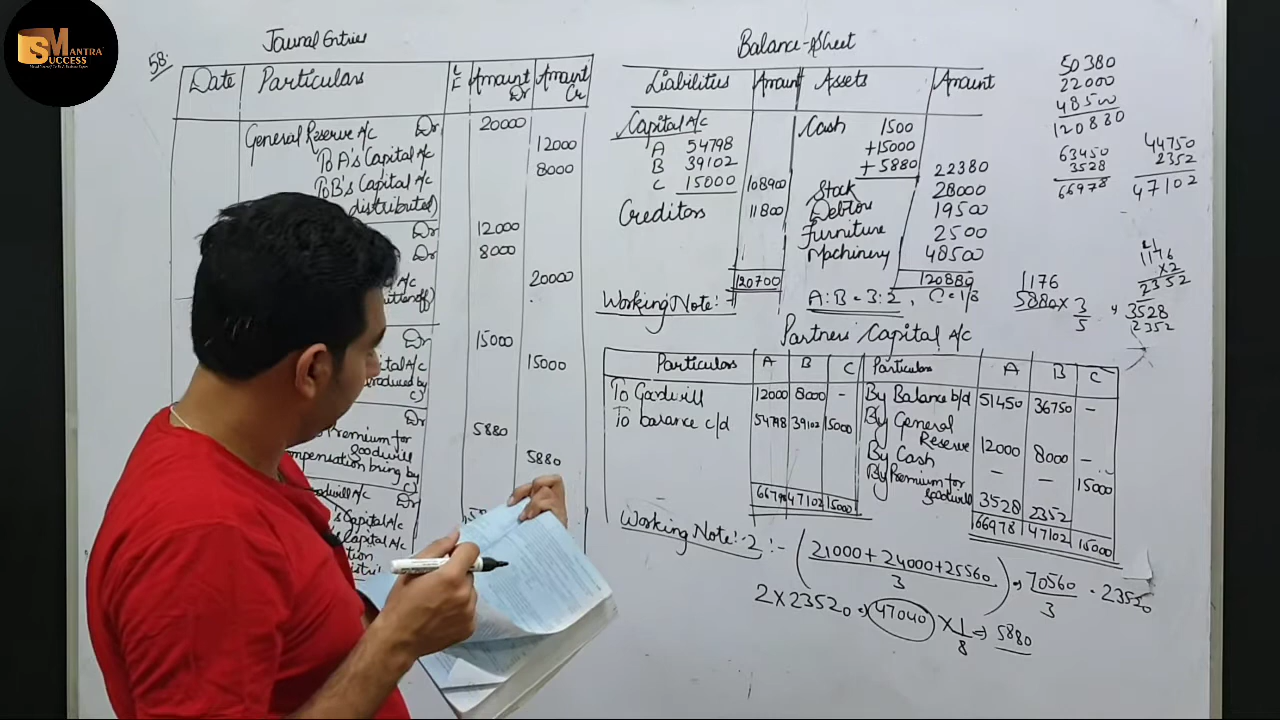 SMANTRA
SUCCESS
58.
Journal Entries
Date Particulars L F Amount Dr Amount Cr
General Reserve A/c Dr 20000
To A's Capital A/c 12000
To B's Capital A/c 8000
distributed)
Dr 12000
Dr 8000
20000
Dr 15000
Capital A/c 15000
Dr 5880
Premium for
Goodwill 5880
bring by
Dr
Capital A/c
Capital A/c
Balance-Sheet
Liabilities Amount Assets Amount
Capital A/c Cash 1500
A 54798 +15000
B 39102 +5880 22380
C 15000 108900 Stock 28000
Creditors 11800 Debtors 19500
Furniture 2500
Machinery 48500
120700 120880
Working Note:- A:B = 3:2, C = 1/8
Partners' Capital A/c
Particulars A B C Particulars A B C
To Goodwill 12000 8000 - By Balance b/d 51450 36750 -
To balance c/d 54798 39102 15000 By General
Reserve 12000 8000 -
By Cash - - 15000
By Premium for
Goodwill 3528 2352
66978 47102 15000 66978 47102 15000
Working Note:-2:- (21000+24000+25560 / 3) ⇒ 70560 / 3 = 23520
2 × 23520 ⇒ 47040 × 1/8 ⇒ 5880
50380
22000
48500
120880
63450
3528
66978
44750
2352
47102
1176
×2
2352
1176
5880 × 3/5
3528
2352